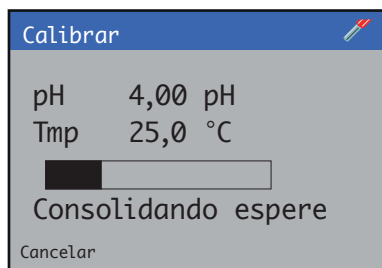 Calibrar
pH 4,00 pH
Tmp 25,0 °C
Consolidando espere
Cancelar